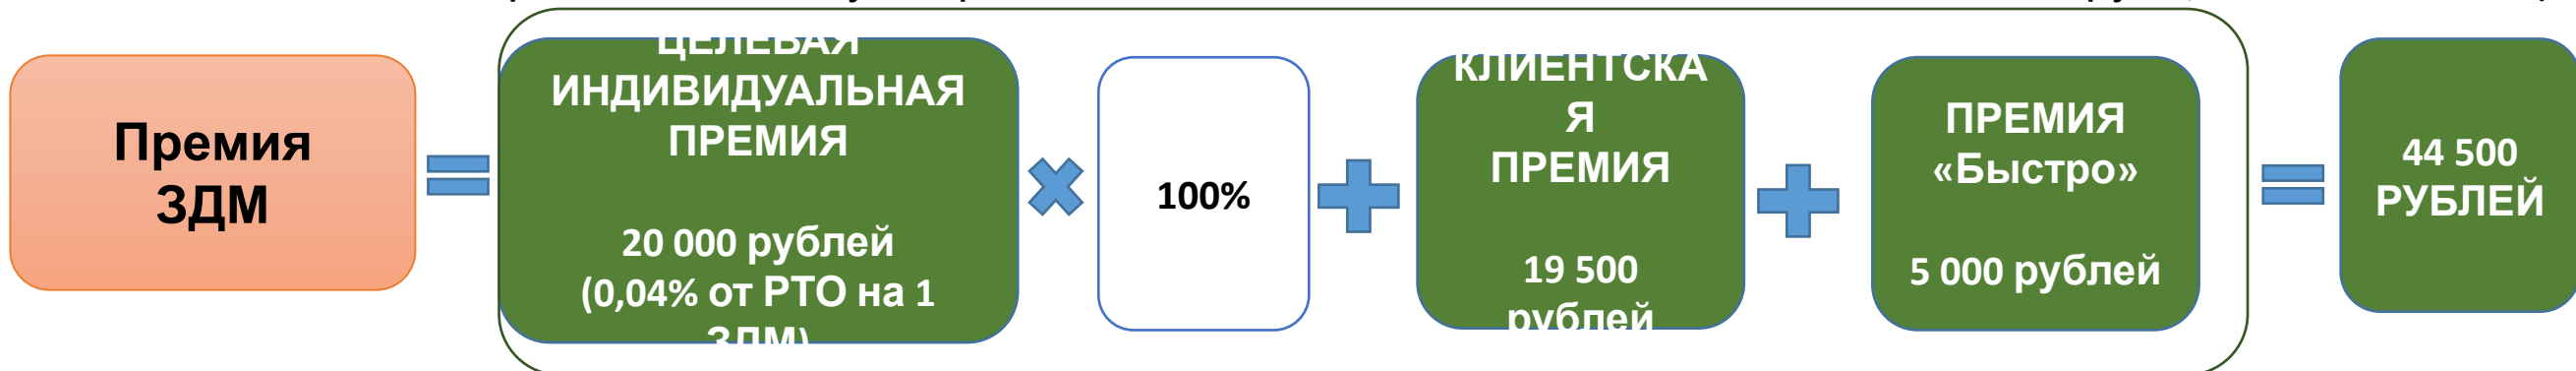 Премия
ЗДМ
ЦЕЛЕВАЯ
ИНДИВИДУАЛЬНАЯ
ПРЕМИЯ
20 000 рублей
(0,04% от РТО на 1
ЗДМ)
100%
КЛИЕНТСКА
Я
ПРЕМИЯ
19 500
рублей
ПРЕМИЯ
«Быстро»
5 000 рублей
44 500
РУБЛЕЙ